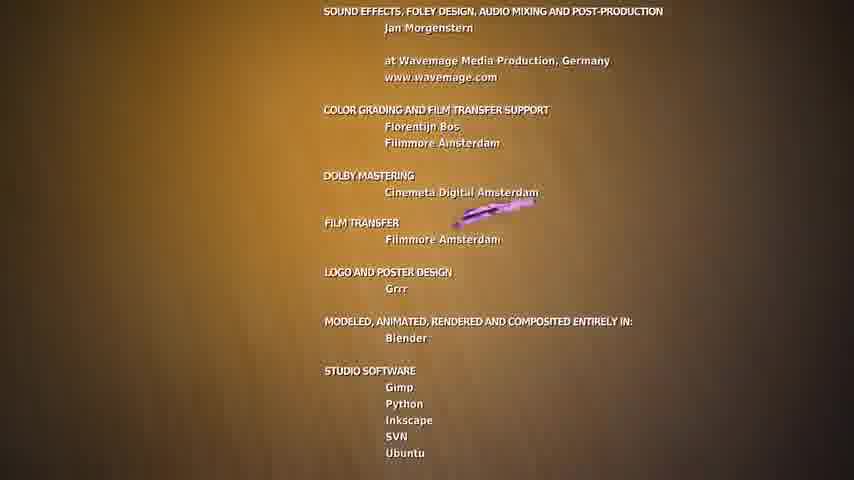 SOUND EFFECTS, FOLEY DESIGN, AUDIO MIXING AND POST-PRODUCTION
Jan Morgenstern
at Wavemage Media Production, Germany
www.wavemage.com
COLOR GRADING AND FILM TRANSFER SUPPORT
Florentijn Bos
Filmmore Amsterdam
DOLBY MASTERING
Cinemeta Digital Amsterdam
FILM TRANSFER
Filmmore Amsterdam
LOGO AND POSTER DESIGN
Grrr
MODELED, ANIMATED, RENDERED AND COMPOSITED ENTIRELY IN:
Blender
STUDIO SOFTWARE
Gimp
Python
Inkscape
SVN
Ubuntu